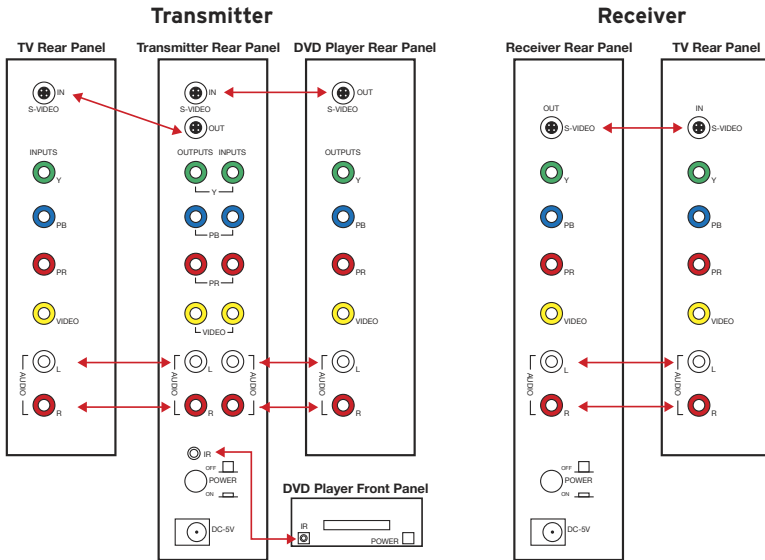 Transmitter
Receiver
TV Rear Panel
Transmitter Rear Panel
DVD Player Rear Panel
Receiver Rear Panel
TV Rear Panel
IN
S-VIDEO
INPUTS
Y
PB
PR
VIDEO
AUDIO
L
R
IN
S-VIDEO
OUT
OUTPUTS INPUTS
Y
PB
PR
VIDEO
AUDIO
L
AUDIO
R
IR
OFF
POWER
ON
DC-5V
OUT
S-VIDEO
OUTPUTS
Y
PB
PR
VIDEO
AUDIO
L
R
DVD Player Front Panel
IR
POWER
OUT
S-VIDEO
Y
PB
PR
VIDEO
AUDIO
L
R
OFF
POWER
ON
DC-5V
IN
S-VIDEO
Y
PB
PR
VIDEO
AUDIO
L
R